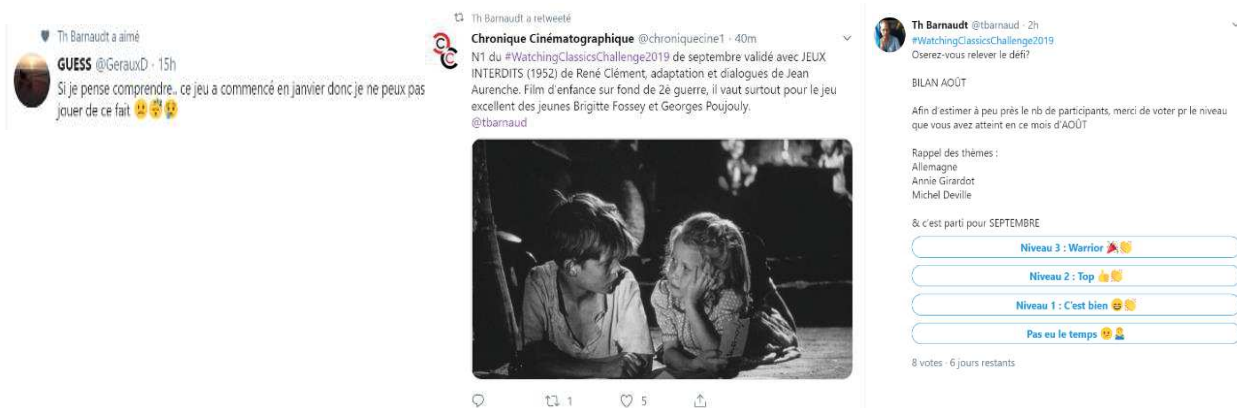 Th Barnaudt a aimé
GUESS @GerauxD · 15h
Si je pense comprendre.. ce jeu a commencé en janvier donc je ne peux pas
jouer de ce fait 😕🤯😢
Th Barnaudt a retweeté
Chronique Cinématographique @chroniquecine1 · 40m
N1 du #WatchingClassicsChallenge2019 de septembre validé avec JEUX
INTERDITS (1952) de René Clément, adaptation et dialogues de Jean
Aurenche. Film d'enfance sur fond de 2è guerre, il vaut surtout pour le jeu
excellent des jeunes Brigitte Fossey et Georges Poujouly.
@tbarnaud
1 5
Th Barnaudt @tbarnaud · 2h
#WatchingClassicsChallenge2019
Oserez-vous relever le défi?
BILAN AOÛT
Afin d'estimer à peu près le nb de participants, merci de voter pr le niveau
que vous avez atteint en ce mois d'AOÛT
Rappel des thèmes :
Allemagne
Annie Girardot
Michel Deville
& c'est parti pour SEPTEMBRE
Niveau 3 : Warrior 🎉👏
Niveau 2 : Top 👍👏
Niveau 1 : C'est bien 😄👏
Pas eu le temps 😕🤷
8 votes · 6 jours restants